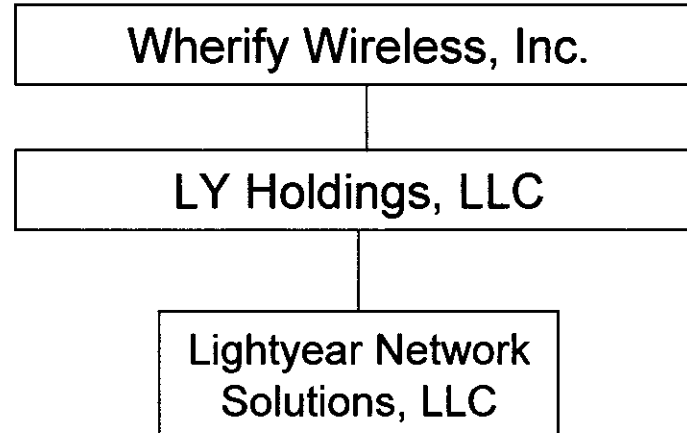 Wherify Wireless, Inc.
LY Holdings, LLC
Lightyear Network
Solutions, LLC